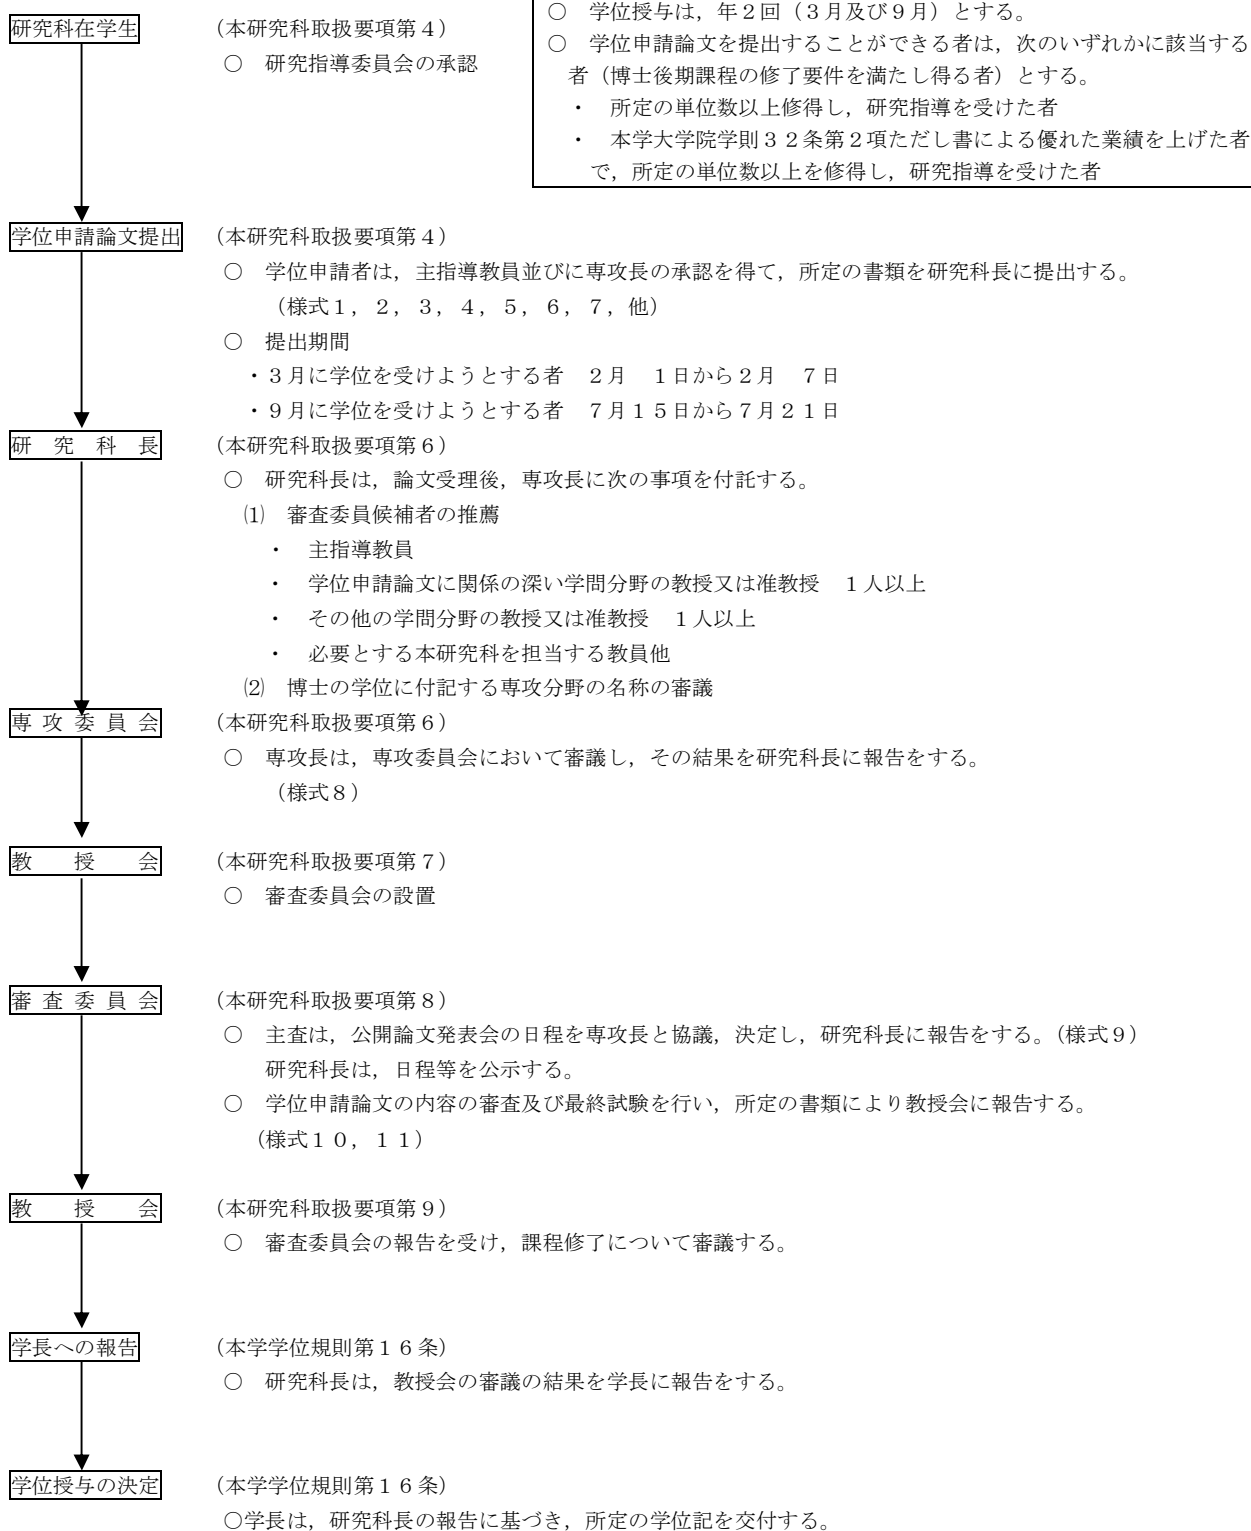 ○　学位授与は，年２回（３月及び９月）とする。
○　学位申請論文を提出することができる者は，次のいずれかに該当する
者（博士後期課程の修了要件を満たし得る者）とする。
・　所定の単位数以上修得し，研究指導を受けた者
・　本学大学院学則３２条第２項ただし書による優れた業績を上げた者
で，所定の単位数以上を修得し，研究指導を受けた者
研究科在学生　（本研究科取扱要項第４）
○　研究指導委員会の承認
学位申請論文提出　（本研究科取扱要項第４）
○　学位申請者は，主指導教員並びに専攻長の承認を得て，所定の書類を研究科長に提出する。
（様式１，２，３，４，５，６，７，他）
○　提出期間
・３月に学位を受けようとする者　２月　１日から２月　７日
・９月に学位を受けようとする者　７月１５日から７月２１日
研　究　科　長　（本研究科取扱要項第６）
○　研究科長は，論文受理後，専攻長に次の事項を付託する。
⑴　審査委員候補者の推薦
・　主指導教員
・　学位申請論文に関係の深い学問分野の教授又は准教授　１人以上
・　その他の学問分野の教授又は准教授　１人以上
・　必要とする本研究科を担当する教員他
⑵　博士の学位に付記する専攻分野の名称の審議
専 攻 委 員 会　（本研究科取扱要項第６）
○　専攻長は，専攻委員会において審議し，その結果を研究科長に報告をする。
（様式８）
教　　授　　会　（本研究科取扱要項第７）
○　審査委員会の設置
審 査 委 員 会　（本研究科取扱要項第８）
○　主査は，公開論文発表会の日程を専攻長と協議，決定し，研究科長に報告をする。（様式９）
研究科長は，日程等を公示する。
○　学位申請論文の内容の審査及び最終試験を行い，所定の書類により教授会に報告する。
（様式１０，１１）
教　　授　　会　（本研究科取扱要項第９）
○　審査委員会の報告を受け，課程修了について審議する。
学長への報告　（本学学位規則第１６条）
○　研究科長は，教授会の審議の結果を学長に報告をする。
学位授与の決定　（本学学位規則第１６条）
○学長は，研究科長の報告に基づき，所定の学位記を交付する。